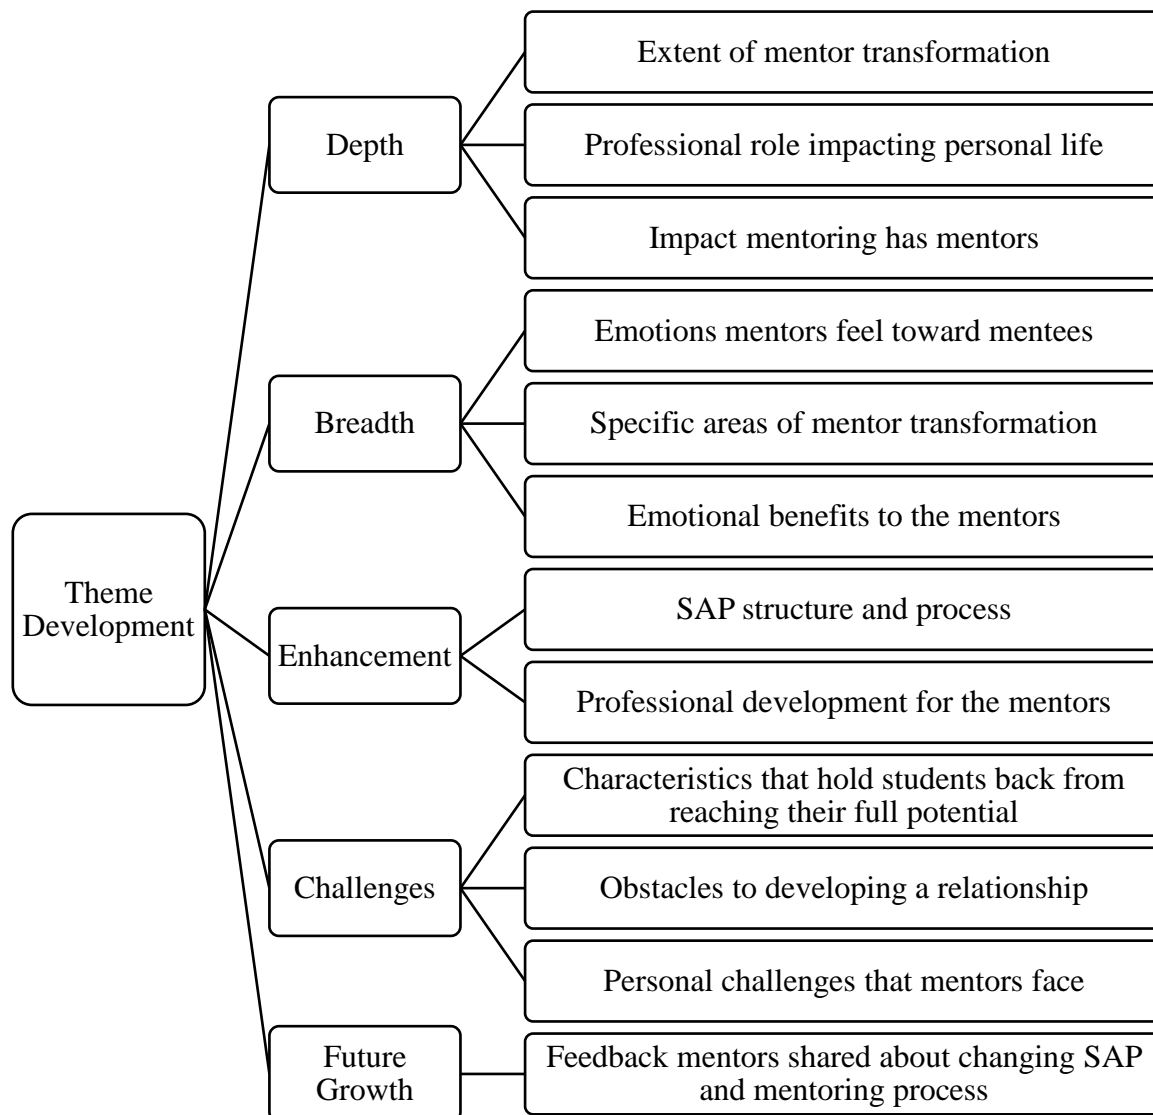 Theme
Development
Depth
Extent of mentor transformation
Professional role impacting personal life
Impact mentoring has mentors
Breadth
Emotions mentors feel toward mentees
Specific areas of mentor transformation
Emotional benefits to the mentors
Enhancement
SAP structure and process
Professional development for the mentors
Challenges
Characteristics that hold students back from
reaching their full potential
Obstacles to developing a relationship
Personal challenges that mentors face
Future
Growth
Feedback mentors shared about changing SAP
and mentoring process